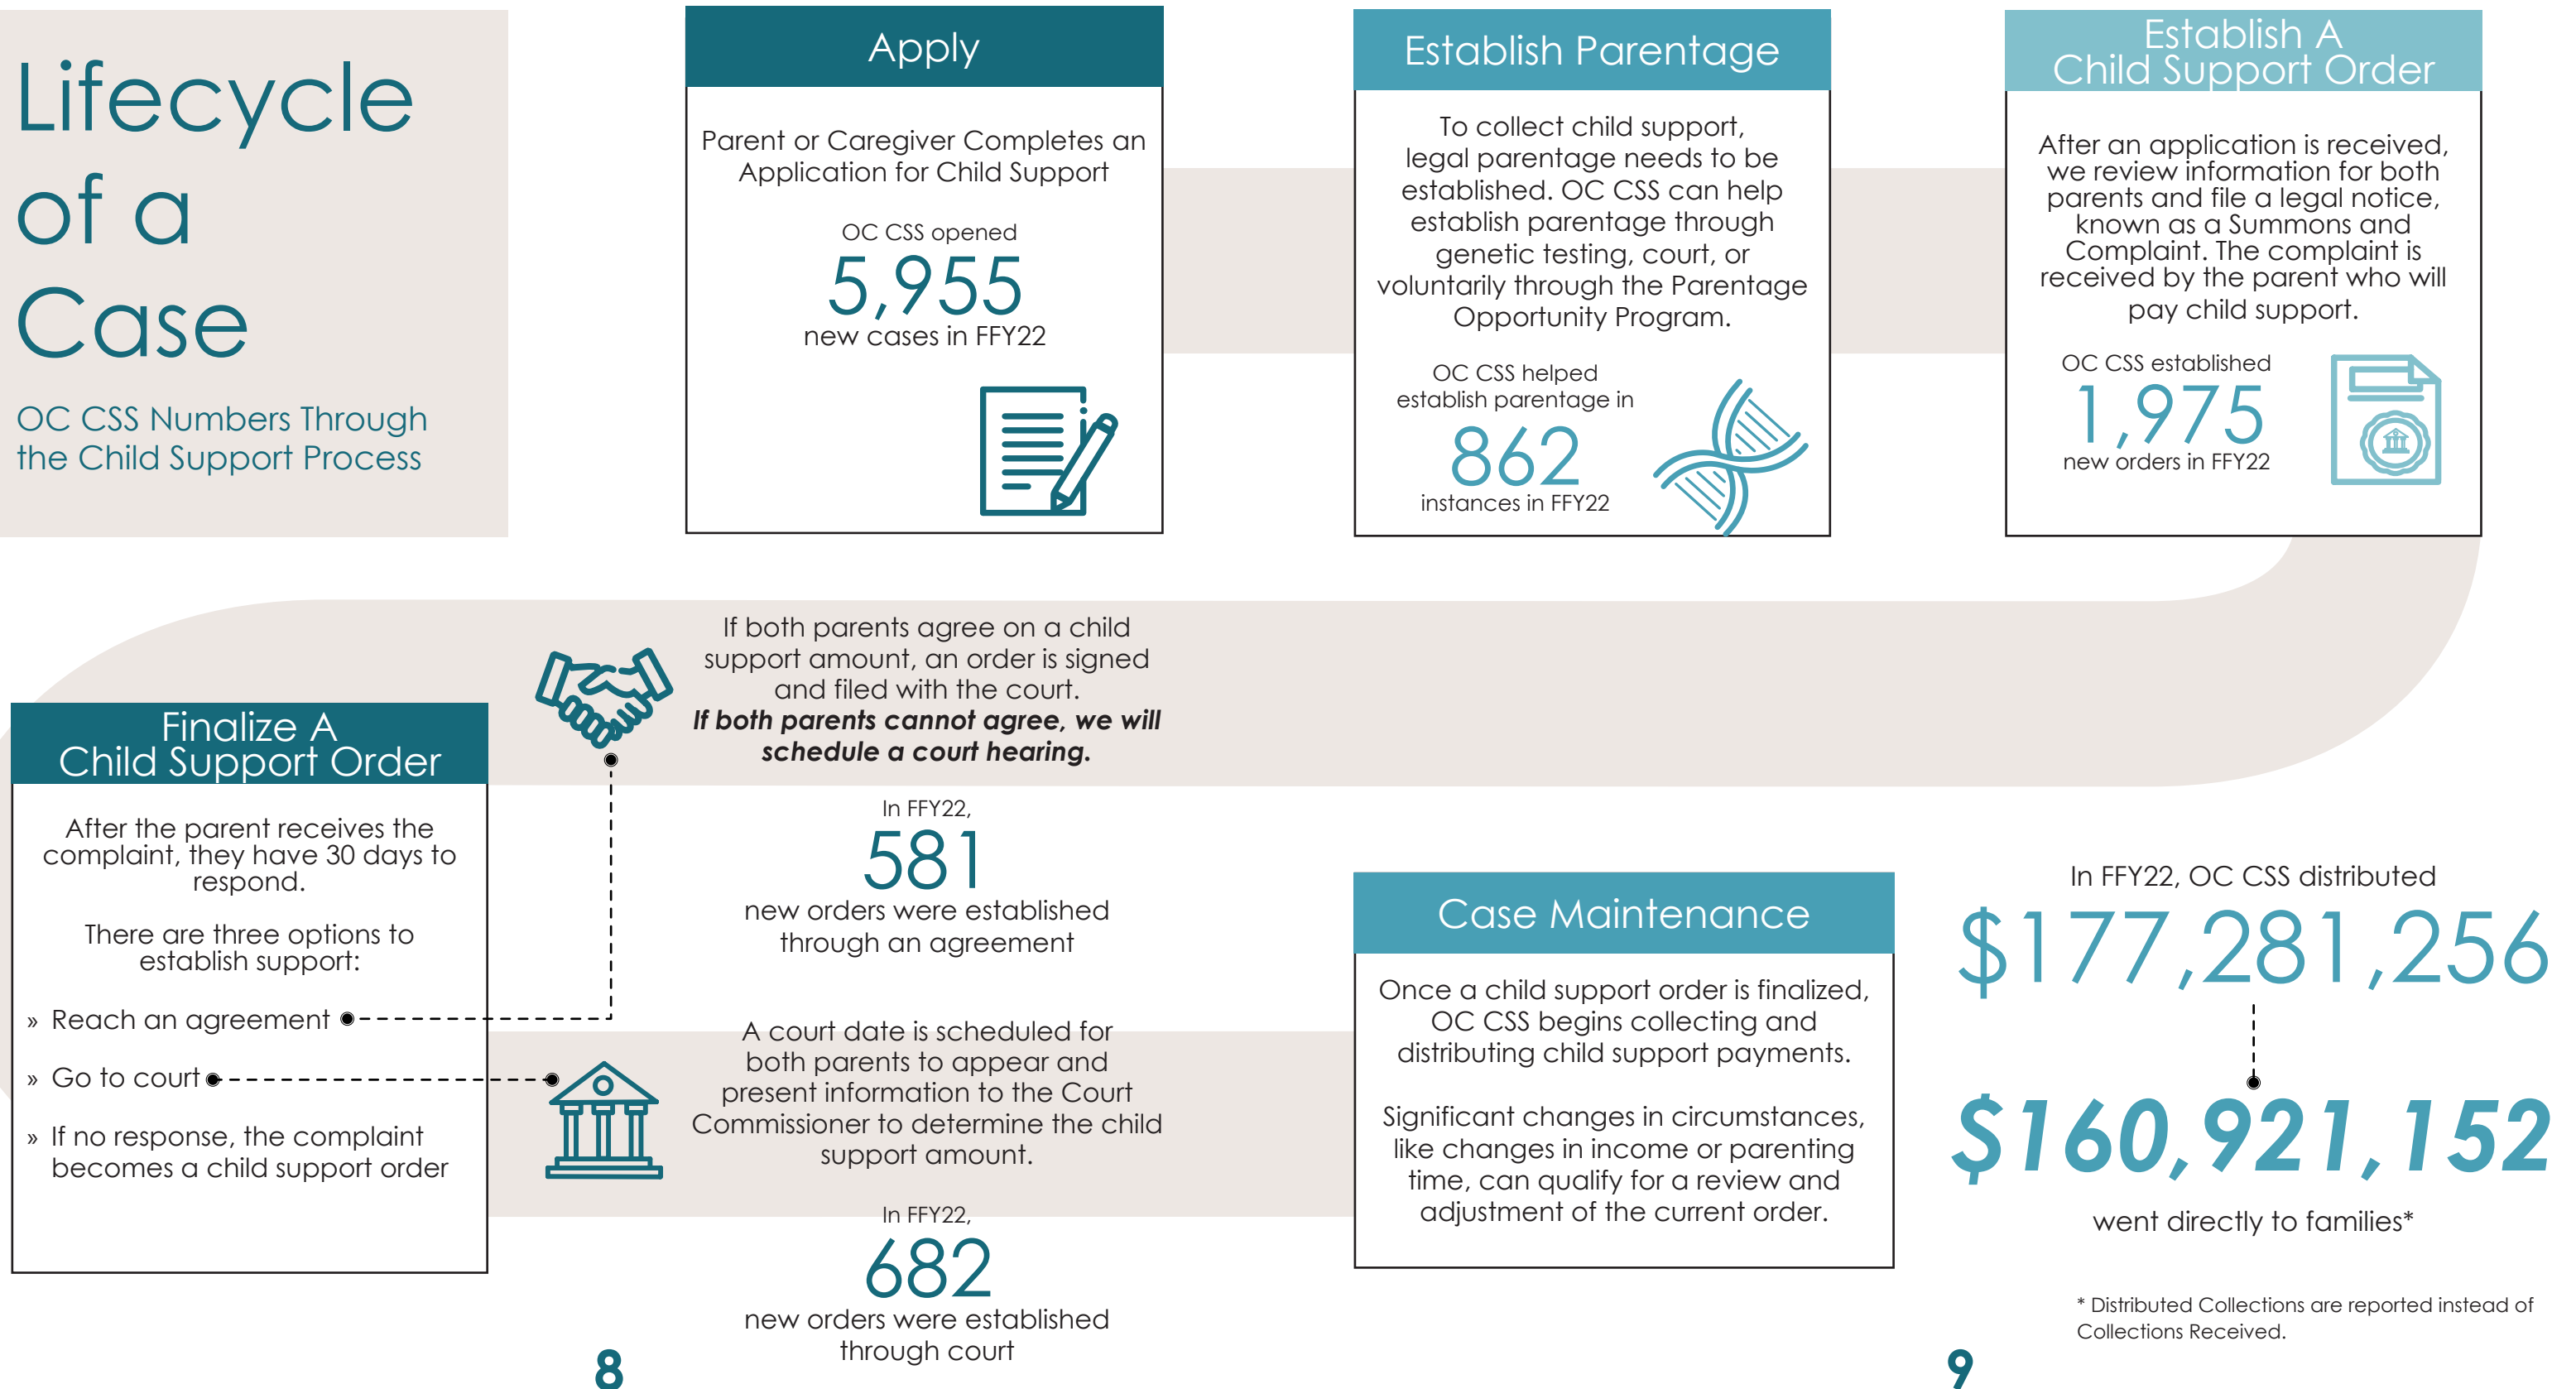 Lifecycle
of a
Case
OC CSS Numbers Through
the Child Support Process
Apply
Parent or Caregiver Completes an
Application for Child Support
OC CSS opened
5,955
new cases in FFY22
Establish Parentage
To collect child support,
legal parentage needs to be
established. OC CSS can help
establish parentage through
genetic testing, court, or
voluntarily through the Parentage
Opportunity Program.
OC CSS helped
establish parentage in
862
instances in FFY22
Establish A
Child Support Order
After an application is received,
we review information for both
parents and file a legal notice,
known as a Summons and
Complaint. The complaint is
received by the parent who will
pay child support.
OC CSS established
1,975
new orders in FFY22
Finalize A
Child Support Order
After the parent receives the
complaint, they have 30 days to
respond.
There are three options to
establish support:
» Reach an agreement
» Go to court
» If no response, the complaint
becomes a child support order
If both parents agree on a child
support amount, an order is signed
and filed with the court.
If both parents cannot agree, we will
schedule a court hearing.
In FFY22,
581
new orders were established
through an agreement
A court date is scheduled for
both parents to appear and
present information to the Court
Commissioner to determine the child
support amount.
In FFY22,
682
new orders were established
through court
8
Case Maintenance
Once a child support order is finalized,
OC CSS begins collecting and
distributing child support payments.
Significant changes in circumstances,
like changes in income or parenting
time, can qualify for a review and
adjustment of the current order.
In FFY22, OC CSS distributed
$177,281,256
$160,921,152
went directly to families*
* Distributed Collections are reported instead of
Collections Received.
9